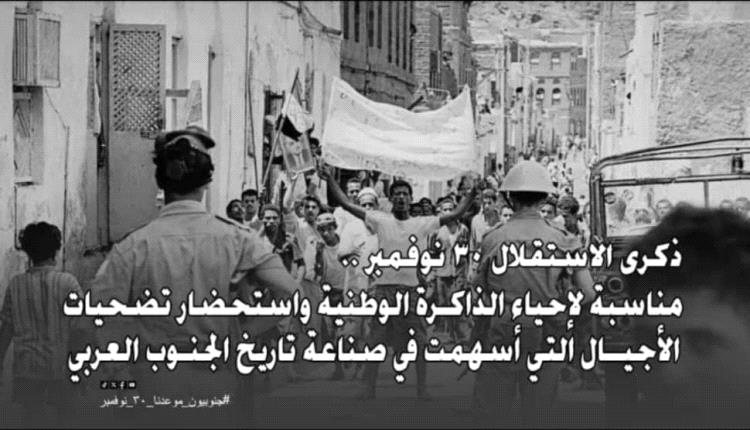 ذكرى الاستقلال ٣٠ نوفمبر ..
مناسبة لإحياء الذاكرة الوطنية واستحضار تضحيات
الأجيال التي أسهمت في صناعة تاريخ الجنوب العربي
#جنوبيون_موعدنا_٣٠_نوفمبر